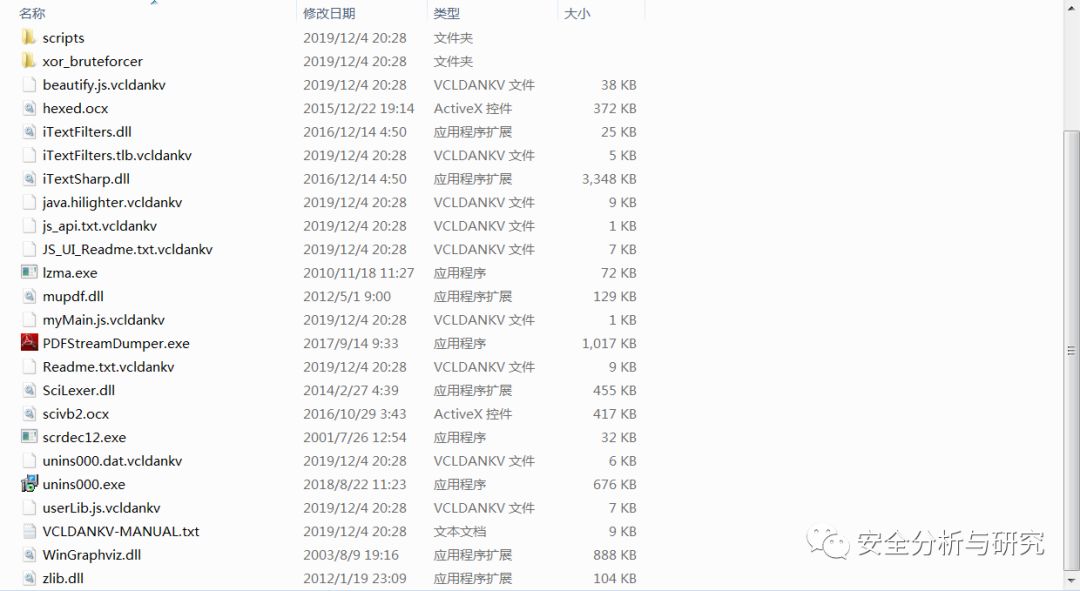 名称 修改日期 类型 大小
scripts 2019/12/4 20:28 文件夹
xor_bruteforcer 2019/12/4 20:28 文件夹
beautify.js.vcldankv 2019/12/4 20:28 VCLDANKV 文件 38 KB
hexed.ocx 2015/12/22 19:14 ActiveX 控件 372 KB
iTextFilters.dll 2016/12/14 4:50 应用程序扩展 25 KB
iTextFilters.tlb.vcldankv 2019/12/4 20:28 VCLDANKV 文件 5 KB
iTextSharp.dll 2016/12/14 4:50 应用程序扩展 3,348 KB
java.hilighter.vcldankv 2019/12/4 20:28 VCLDANKV 文件 9 KB
js_api.txt.vcldankv 2019/12/4 20:28 VCLDANKV 文件 1 KB
JS_UI_Readme.txt.vcldankv 2019/12/4 20:28 VCLDANKV 文件 7 KB
lzma.exe 2010/11/18 11:27 应用程序 72 KB
mupdf.dll 2012/5/1 9:00 应用程序扩展 129 KB
myMain.js.vcldankv 2019/12/4 20:28 VCLDANKV 文件 1 KB
PDFStreamDumper.exe 2017/9/14 9:33 应用程序 1,017 KB
Readme.txt.vcldankv 2019/12/4 20:28 VCLDANKV 文件 9 KB
SciLexer.dll 2014/2/27 4:39 应用程序扩展 455 KB
scivb2.ocx 2016/10/29 3:43 ActiveX 控件 417 KB
scrdec12.exe 2001/7/26 12:54 应用程序 32 KB
unins000.dat.vcldankv 2019/12/4 20:28 VCLDANKV 文件 6 KB
unins000.exe 2018/8/22 11:23 应用程序 676 KB
userLib.js.vcldankv 2019/12/4 20:28 VCLDANKV 文件 7 KB
VCLDANKV-MANUAL.txt 2019/12/4 20:28 文本文档 9 KB
WinGraphviz.dll 2003/8/9 19:16 应用程序扩展 888 KB
zlib.dll 2012/1/19 23:09 应用程序扩展 104 KB
安全分析与研究